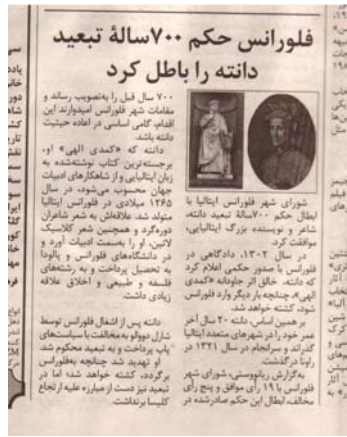 فلورانس حکم ۷۰۰سالهٔ تبعید
دانته را باطل کرد
شورای شهر فلورانس ایتالیا با
ابطال حکم ۷۰۰سالهٔ تبعید دانته،
شاعر و نویسنده بزرگ ایتالیایی،
موافقت کرد.
در سال ۱۳۰۲، دادگاهی در
فلورانس با صدور حکمی اعلام کرد
که دانته، خالق اثر جاودانه «کمدی
الهی»، چنانچه بار دیگر وارد فلورانس
شود، کشته خواهد شد.
بر همین اساس، دانته ۲۰ سال آخر
عمر خود را در شهرهای متعدد ایتالیا
گذراند و سرانجام در سال ۱۳۲۱ در
راونا درگذشت.
به‌گزارش ریانووستی، شورای شهر
فلورانس با ۱۹ رأی موافق و پنج رأی
مخالف، ابطال این حکم صادرشده در
۷۰۰ سال قبل را به‌تصویب رساند و
مقامات شهر فلورانس امیدوارند این
اقدام، گامی اساسی در اعاده حیثیت
دانته باشد.
دانته که «کمدی الهی» او،
برجسته‌ترین کتاب نوشته‌شده به
زبان ایتالیایی و از شاهکارهای ادبیات
جهان محسوب می‌شود، در سال
۱۲۶۵ میلادی در فلورانس ایتالیا
متولد شد. علاقه‌اش به شعر شاعران
دوره‌گرد و همچنین شعر کلاسیک
لاتین، او را به‌سمت ادبیات آورد و
در دانشگاه‌های فلورانس و پالودا
به تحصیل پرداخت و به رشته‌های
فلسفه و طبیعی و اخلاق علاقه
زیادی داشت.
دانته پس از اشغال فلورانس توسط
شارل دووالو به‌مخالفت با سیاست‌های
پاپ پرداخت و به تبعید محکوم شد.
او تهدید شد چنانچه به‌فلورانس
برگردد، کشته خواهد شد؛ اما در
تبعید نیز دست از مبارزه علیه ارتجاع
کلیسا برنداشت.